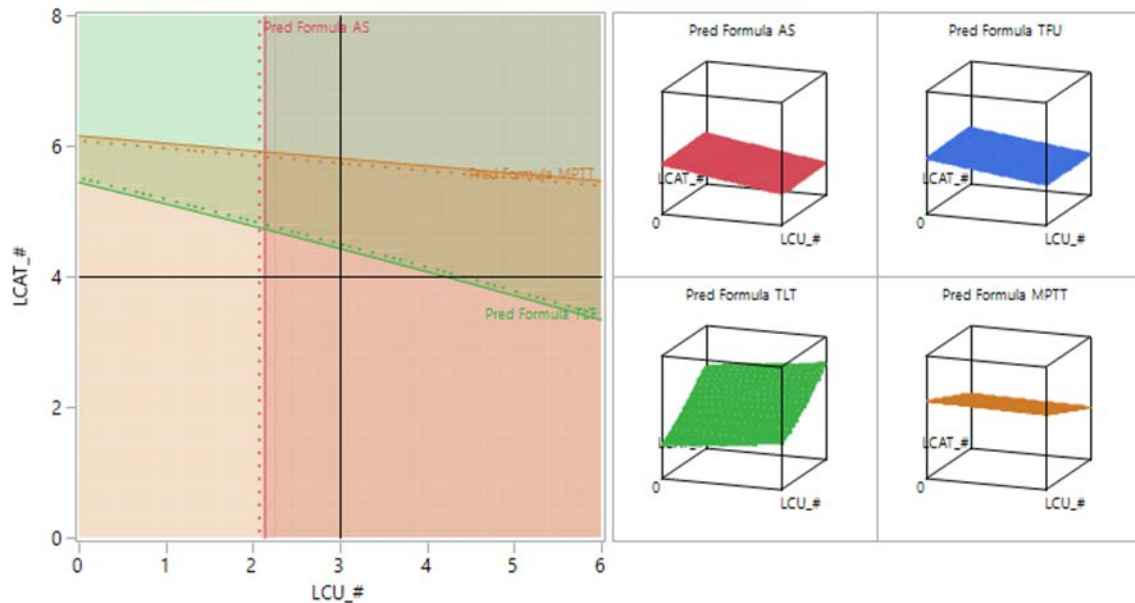 8
6
4
2
0
LCAT_#
0
1
2
3
4
5
6
LCU_#
Pred Formula AS
Pred Formula MPTT
Pred Formula TLT
Pred Formula AS
LCAT_#
0
LCU_#
Pred Formula TFU
LCAT_#
0
LCU_#
Pred Formula TLT
LCAT_#
0
LCU_#
Pred Formula MPTT
LCAT_#
0
LCU_#